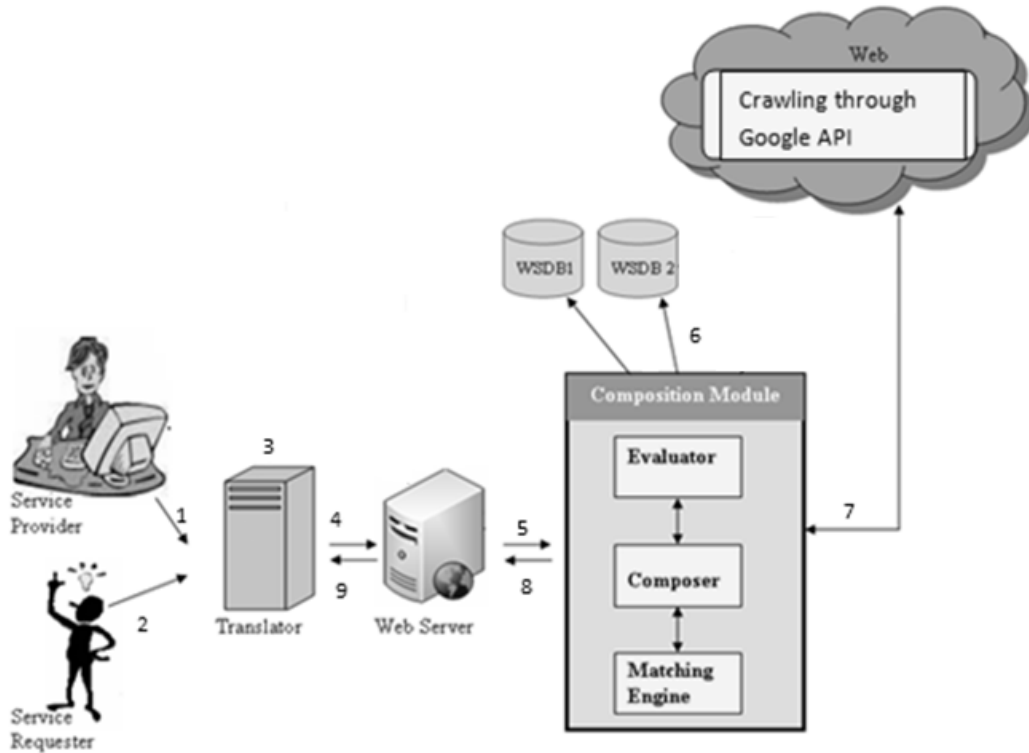 Web
Crawling through
Google API
WSDB1
WSDB 2
6
Composition Module
Evaluator
Composer
Matching
Engine
7
Service
Provider
1
3
4
5
9
8
2
Translator
Web Server
Service
Requester